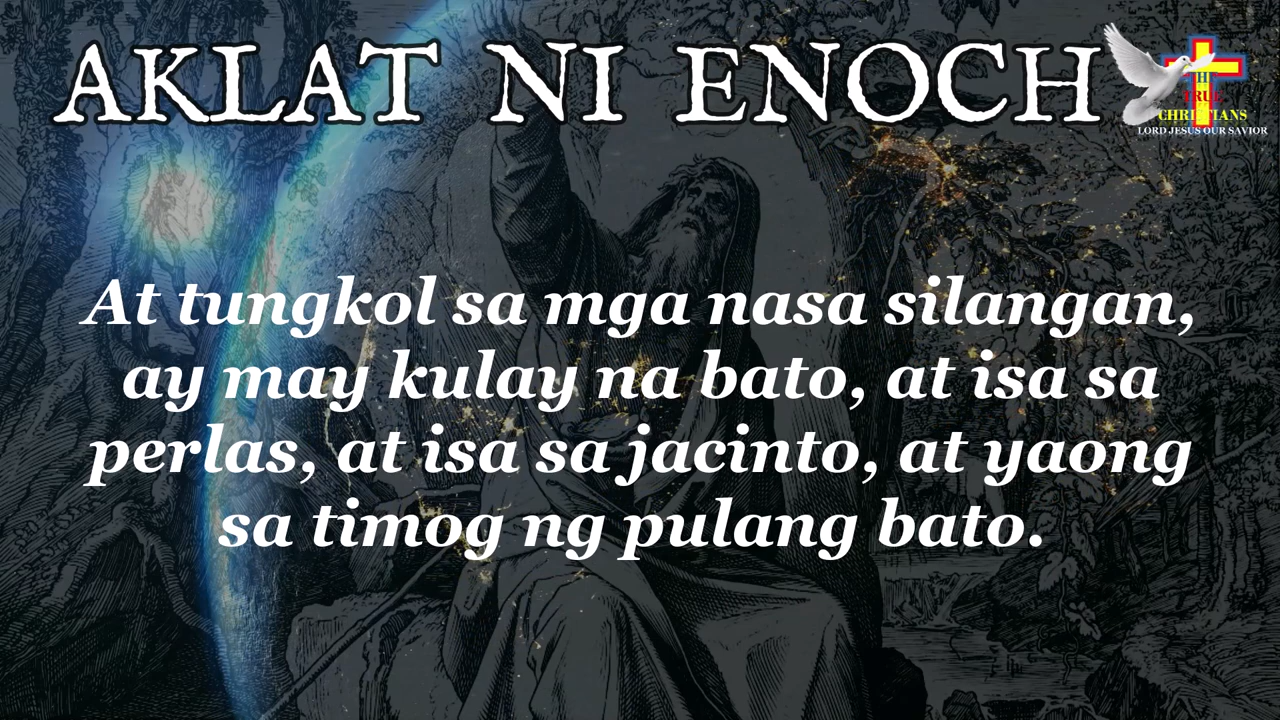 AKLAT NI ENOCH
TRUE
CHRISTIANS
LORD JESUS OUR SAVIOR
At tungkol sa mga nasa silangan,
ay may kulay na bato, at isa sa
perlas, at isa sa jacinto, at yaong
sa timog ng pulang bato.